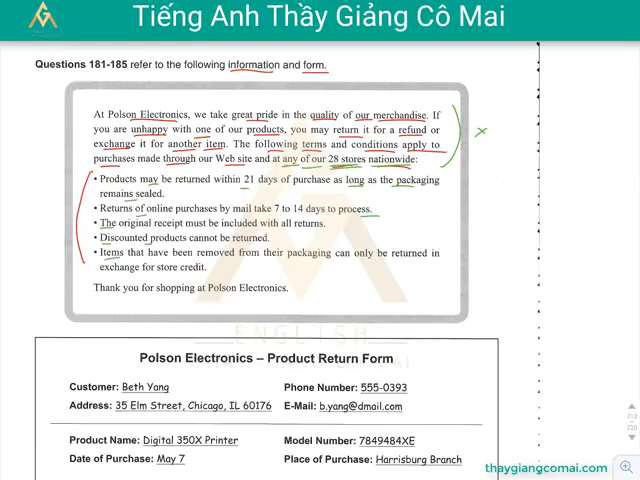 Tiếng Anh Thầy Giảng Cô Mai
Questions 181-185 refer to the following information and form.
At Polson Electronics, we take great pride in the quality of our merchandise. If
you are unhappy with one of our products, you may return it for a refund or
exchange it for another item. The following terms and conditions apply to
purchases made through our Web site and at any of our 28 stores nationwide:
• Products may be returned within 21 days of purchase as long as the packaging
remains sealed.
• Returns of online purchases by mail take 7 to 14 days to process.
• The original receipt must be included with all returns.
• Discounted products cannot be returned.
• Items that have been removed from their packaging can only be returned in
exchange for store credit.
Thank you for shopping at Polson Electronics.
ENGLISH
Polson Electronics – Product Return Form
Customer: Beth Yang Phone Number: 555-0393
Address: 35 Elm Street, Chicago, IL 60176 E-Mail: b.yang@dmail.com
Product Name: Digital 350X Printer Model Number: 7849484XE
Date of Purchase: May 7 Place of Purchase: Harrisburg Branch
213
220
thaygiangcomai.com